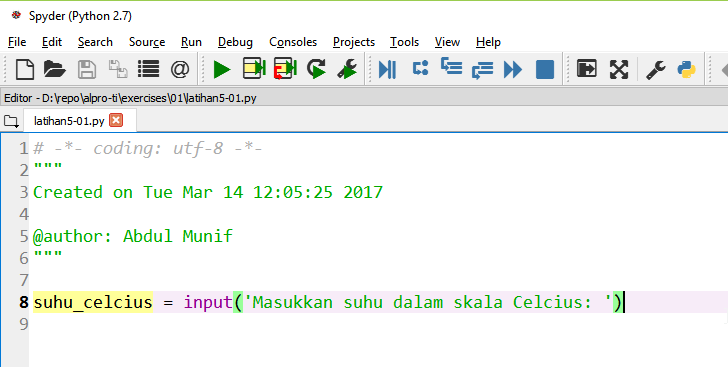 Spyder (Python 2.7)
File Edit Search Source Run Debug Consoles Projects Tools View Help
Editor - D:\repo\alpro-ti\exercises\01\latihan5-01.py
latihan5-01.py
1 # -*- coding: utf-8 -*-
2 """
3 Created on Tue Mar 14 12:05:25 2017
4
5 @author: Abdul Munif
6 """
7
8 suhu_celcius = input('Masukkan suhu dalam skala Celcius: ')
9